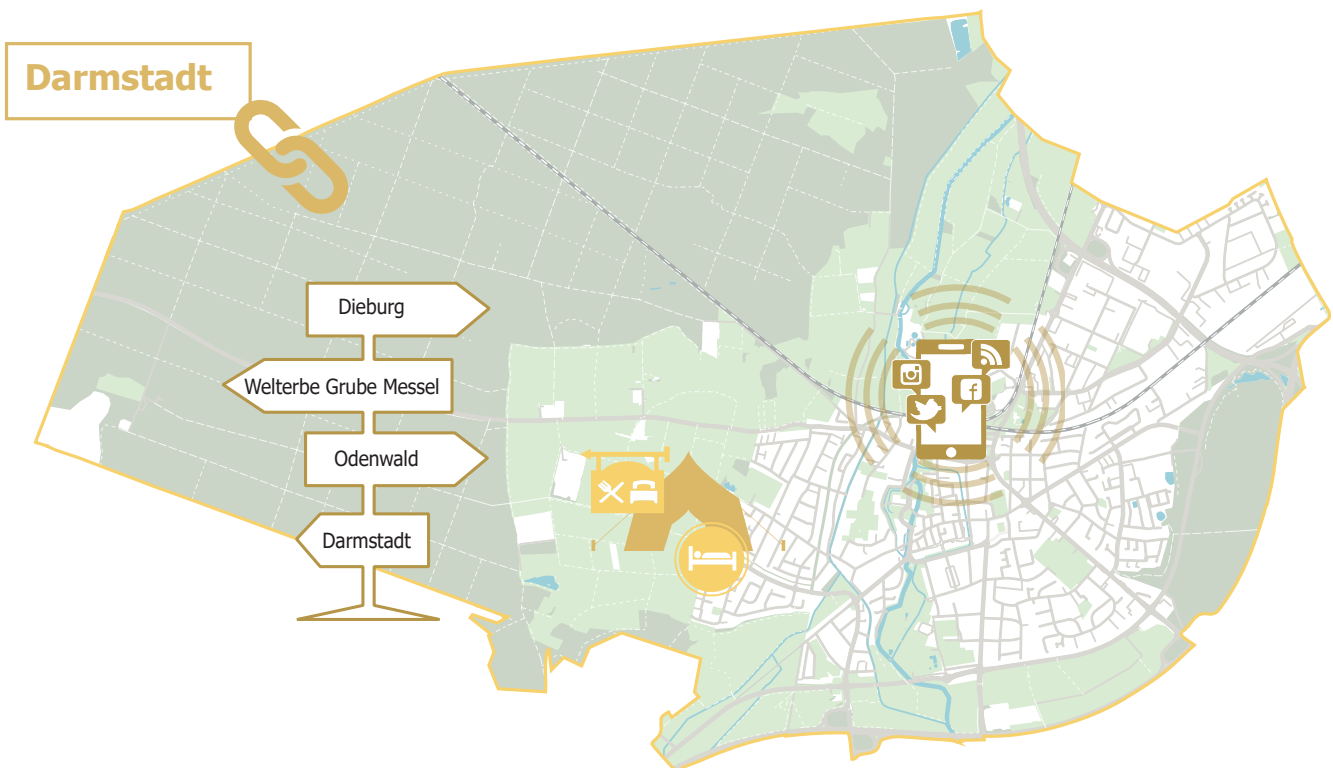 Darmstadt
Dieburg
Welterbe Grube Messel
Odenwald
Darmstadt